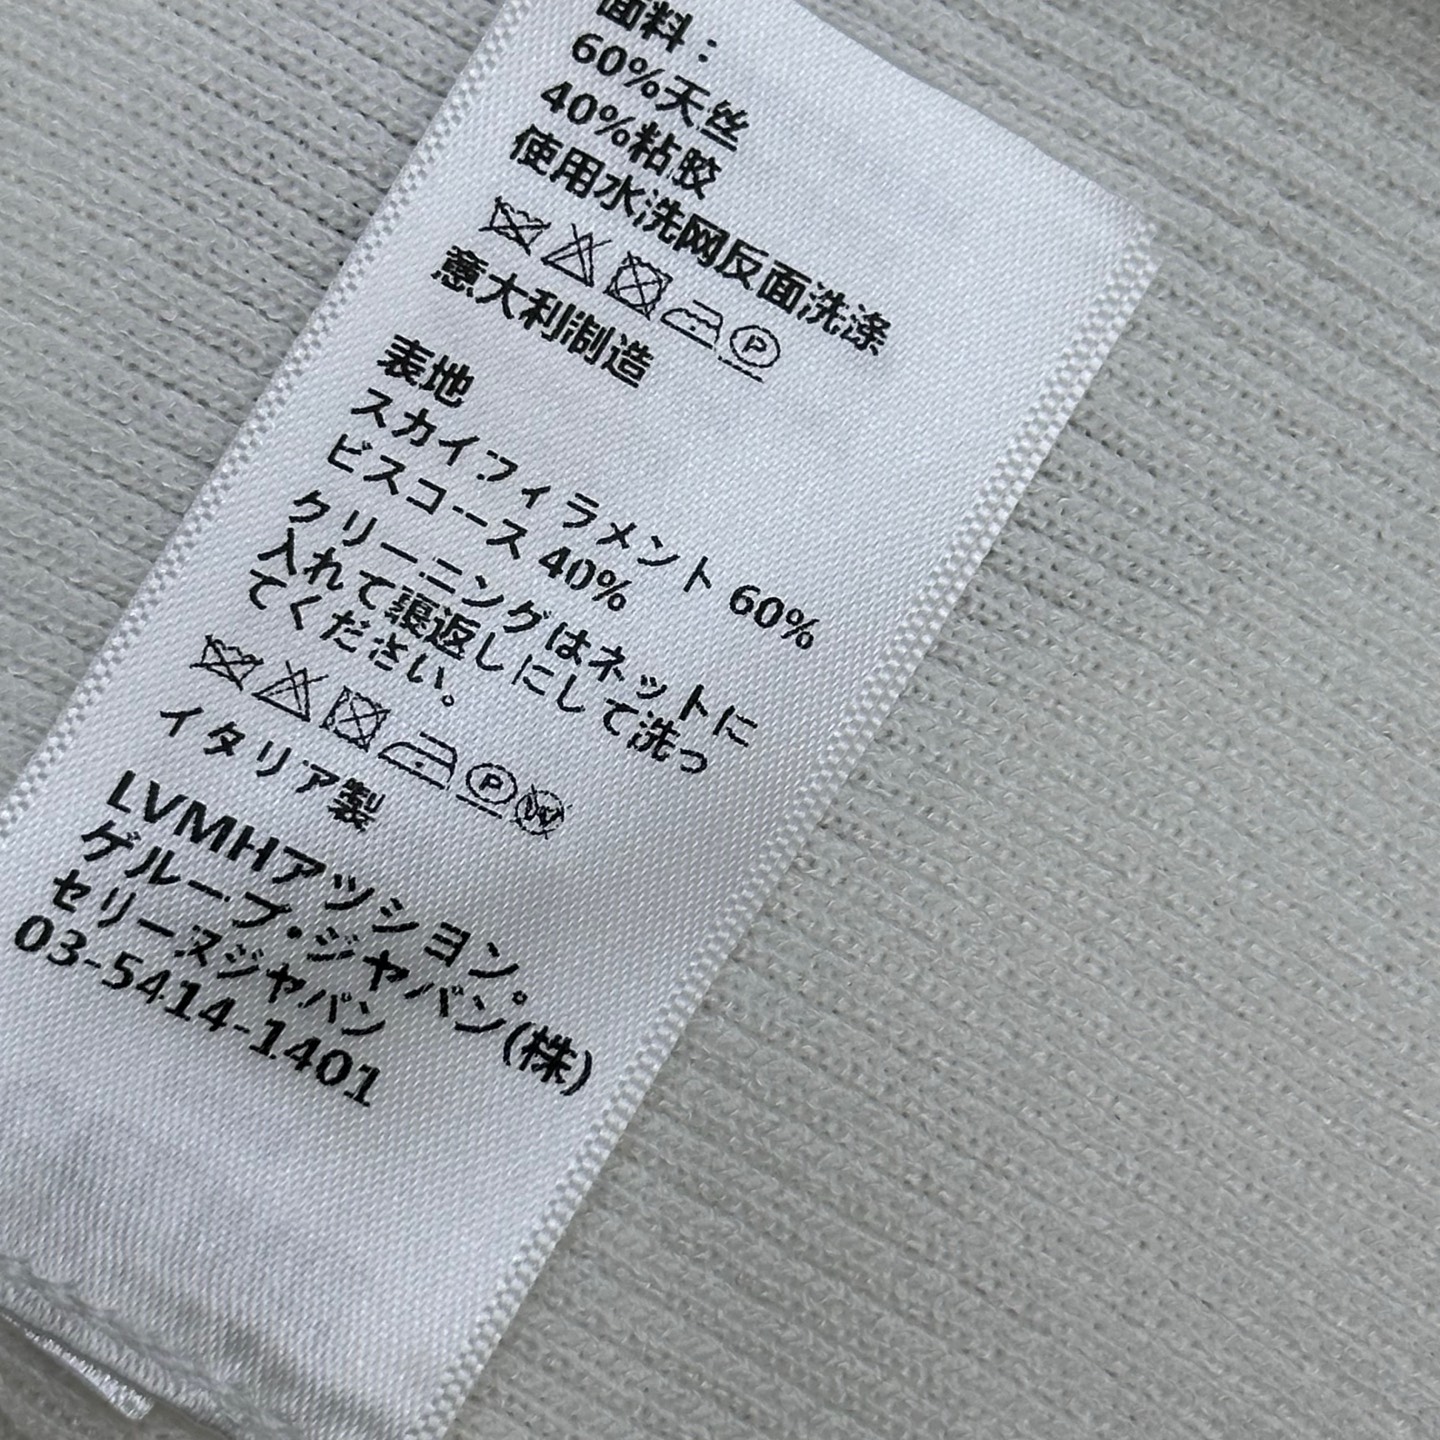 面料：
60%天丝
40%粘胶
使用水洗网反面洗涤
P
意大利制造
表地
スカイフィラメント 60%
ビスコース 40%
クリーニングはネットに
入れて裏返しにして洗っ
てください。
P W
イタリア製
LVMHアッション。
ゲループ・ジャバン(株)
セリーヌジャパン
03-5414-1401